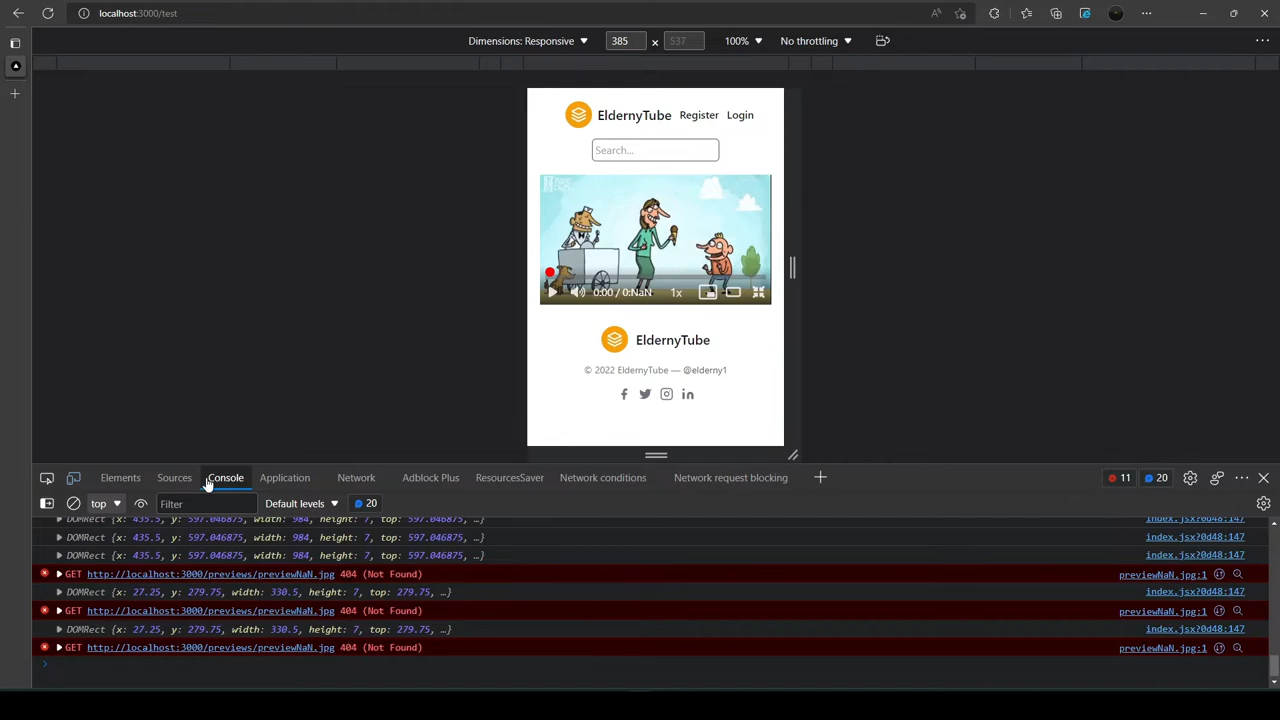 localhost:3000/test
Dimensions: Responsive 385 537 100% No throttling
EldernyTube Register Login
Search...
0:00 / 0:NaN 1x
EldernyTube
© 2022 EldernyTube — @elderny1
Elements Sources Console Application Network Adblock Plus ResourcesSaver Network conditions Network request blocking 11 20
top Filter Default levels 20
DOMRect {x: 435.5, y: 597.046875, width: 984, height: 7, top: 597.046875, …} index.jsx?0d48:147
DOMRect {x: 435.5, y: 597.046875, width: 984, height: 7, top: 597.046875, …} index.jsx?0d48:147
DOMRect {x: 435.5, y: 597.046875, width: 984, height: 7, top: 597.046875, …} index.jsx?0d48:147
GET http://localhost:3000/previews/previewNaN.jpg 404 (Not Found) previewNaN.jpg:1
DOMRect {x: 27.25, y: 279.75, width: 330.5, height: 7, top: 279.75, …} index.jsx?0d48:147
GET http://localhost:3000/previews/previewNaN.jpg 404 (Not Found) previewNaN.jpg:1
DOMRect {x: 27.25, y: 279.75, width: 330.5, height: 7, top: 279.75, …} index.jsx?0d48:147
GET http://localhost:3000/previews/previewNaN.jpg 404 (Not Found) previewNaN.jpg:1